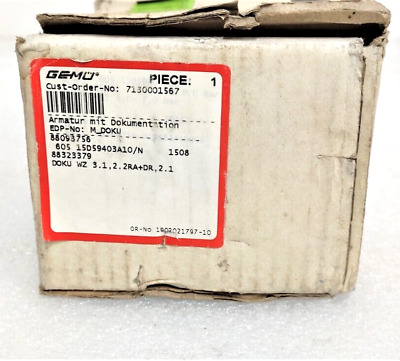 GEMÜ® PIECE: 1
Cust-Order-No: 7130001567
Armatur mit Dokumentation
EDP-No: M_DOKU
88093756
605 15D59403A10/N 1508
88323379
DOKU WZ 3.1,2.2RA+DR,2.1
OR-No 1902021797-10